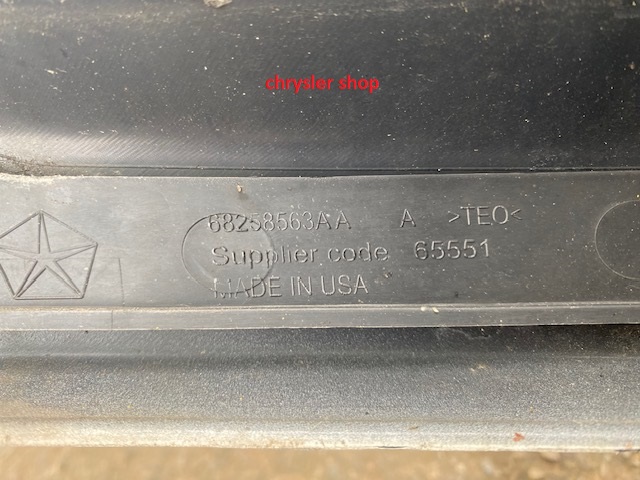 chrysler shop
68258563AA A >TEO<
Supplier code 65551
MADE IN USA